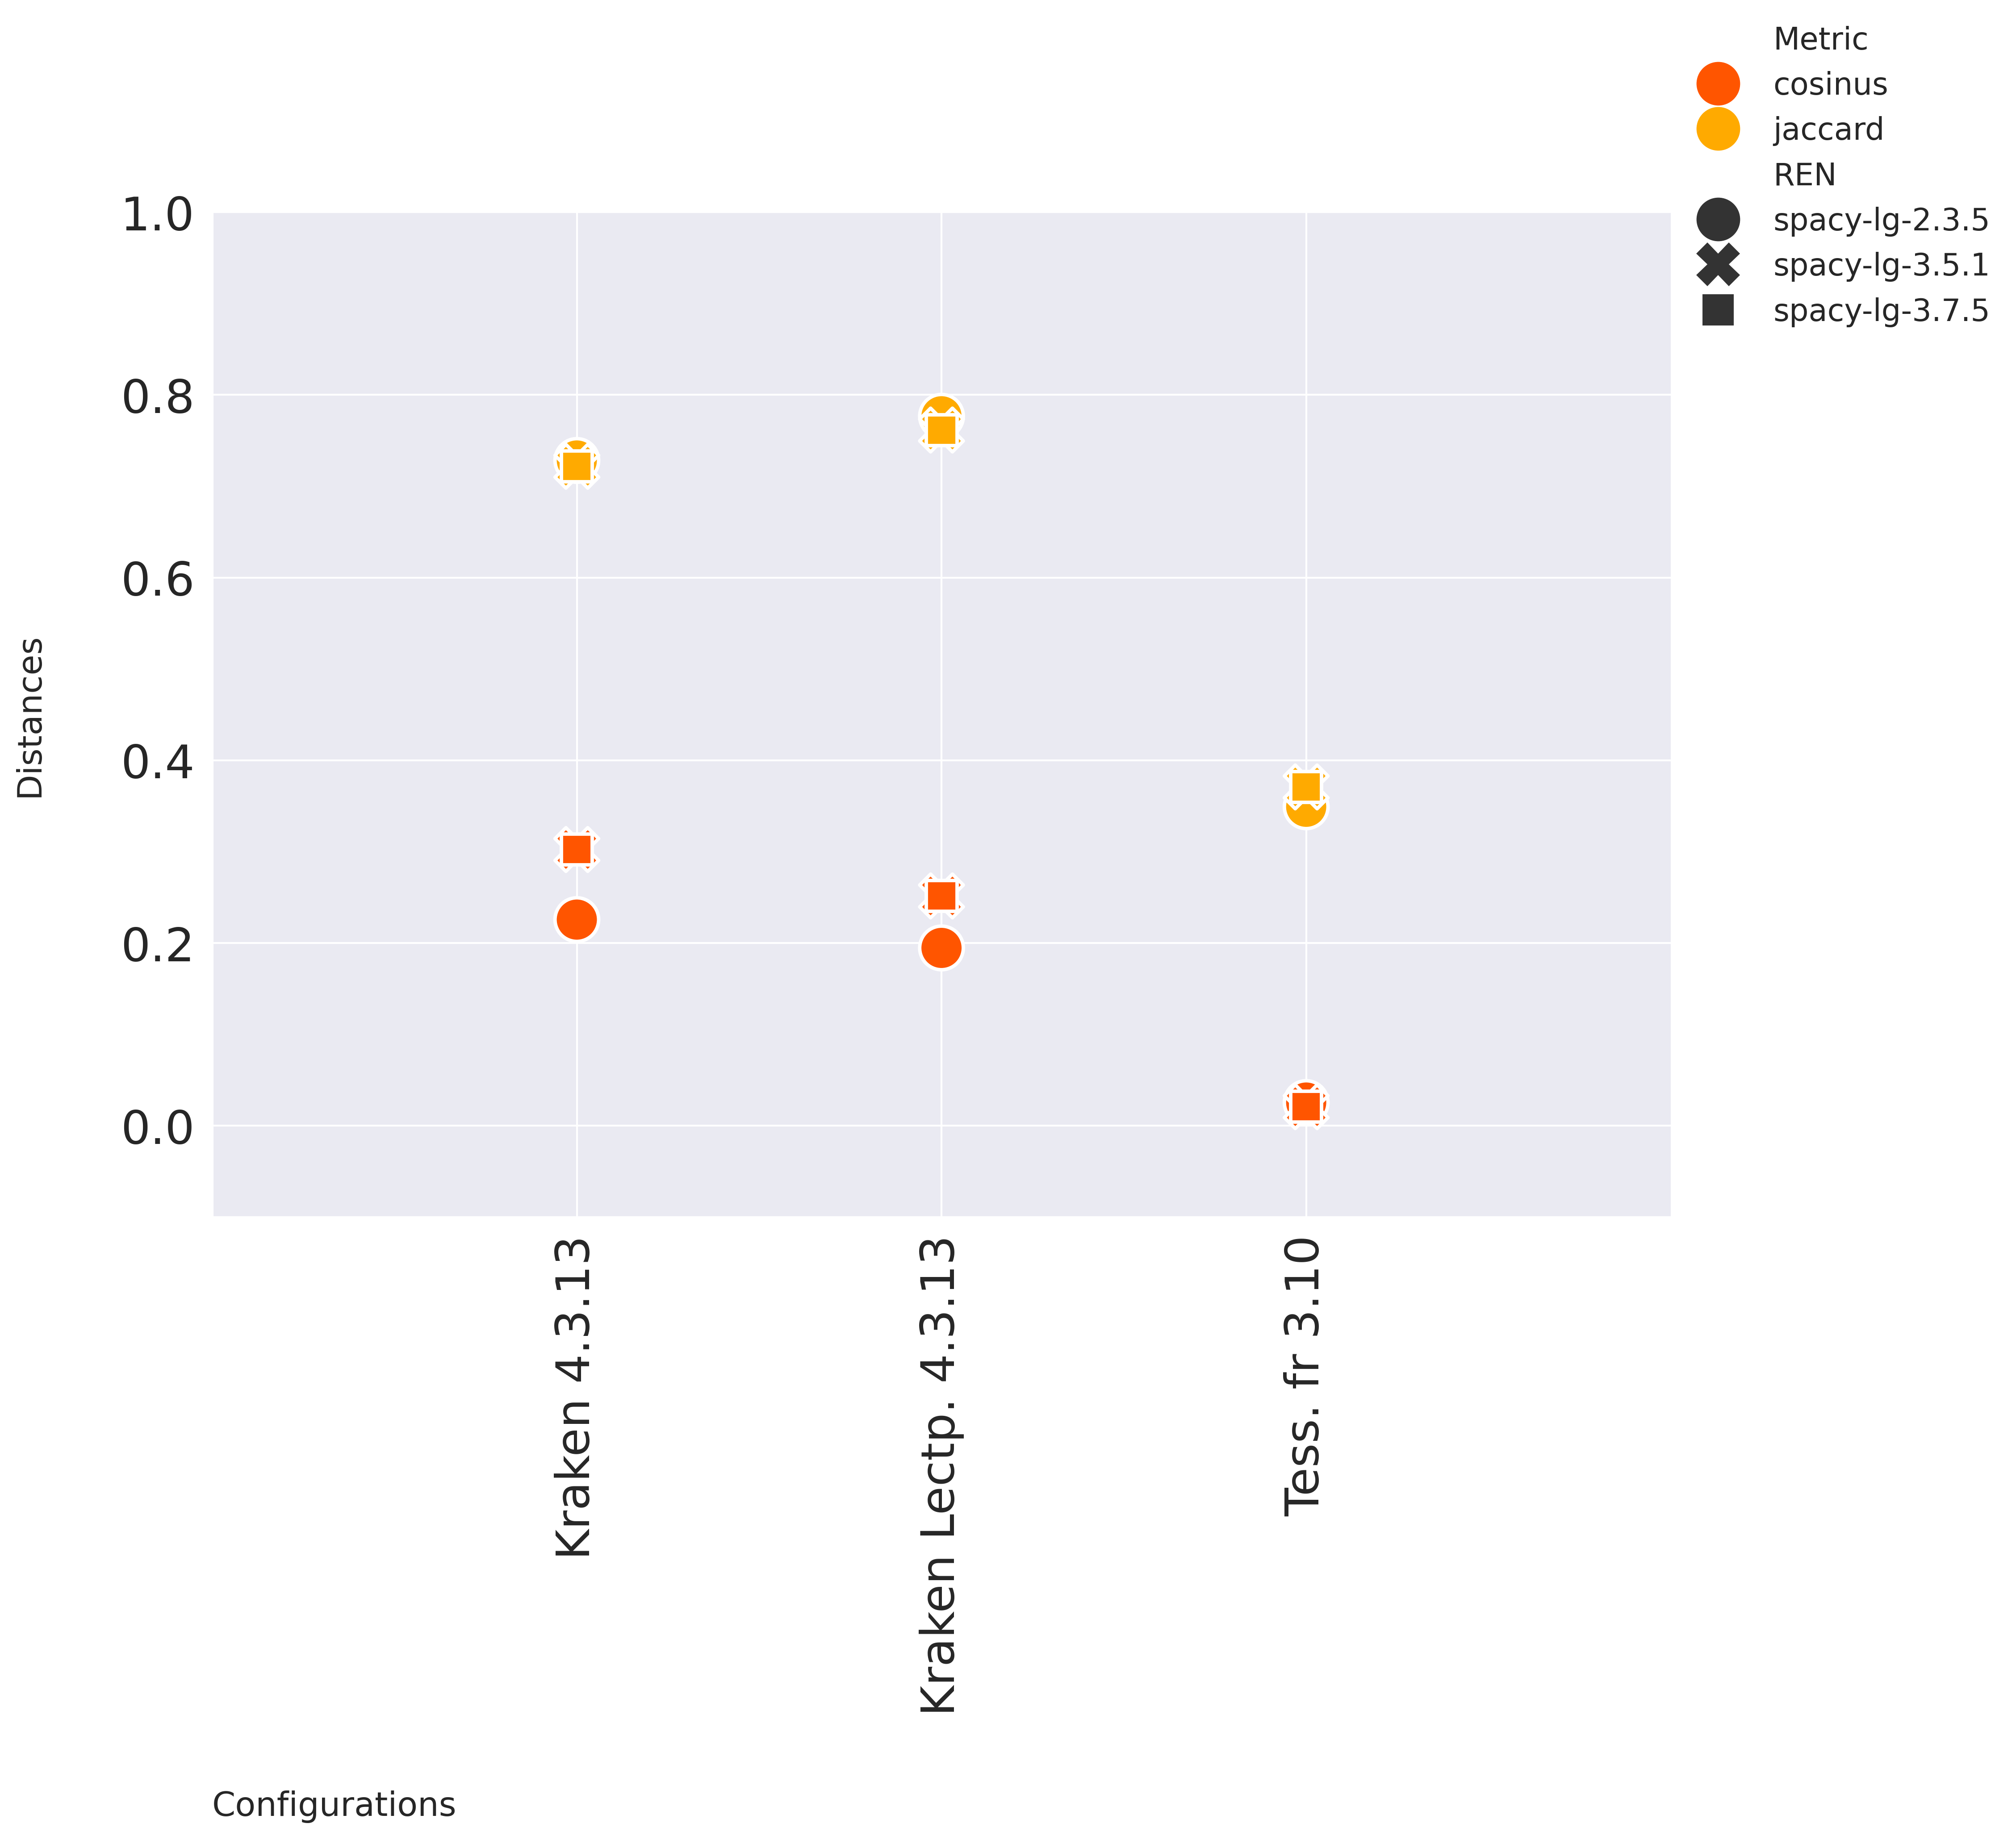 Metric
cosinus
jaccard
REN
spacy-lg-2.3.5
spacy-lg-3.5.1
spacy-lg-3.7.5
1.0
0.8
0.6
0.4
0.2
0.0
Distances
Kraken 4.3.13
Kraken Lectp. 4.3.13
Tess. fr 3.10
Configurations